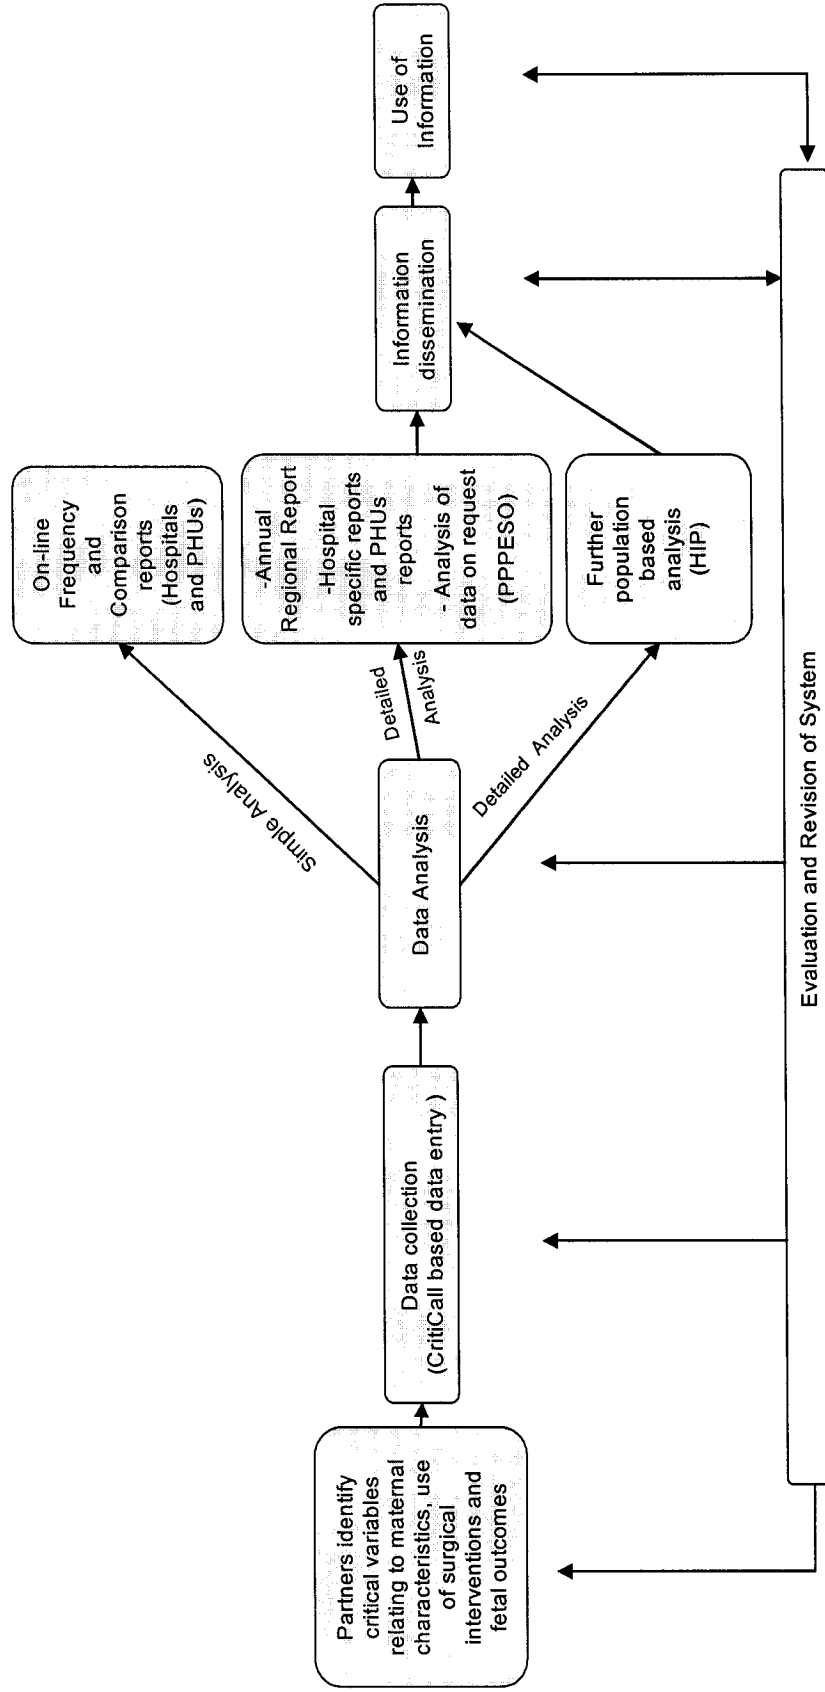 Partners identify
critical variables
relating to maternal
characteristics, use
of surgical
interventions and
fetal outcomes
Data collection
(CritiCall based data entry )
Data Analysis
Simple Analysis
Detailed
Analysis
Detailed Analysis
On-line
Frequency
and
Comparison
reports
(Hospitals
and PHUs)
-Annual
Regional Report
-Hospital
specific reports
and PHUs
reports
- Analysis of
data on request
(PPPESO)
Further
population
based
analysis
(HIP)
Information
dissemination
Use of
Information
Evaluation and Revision of System